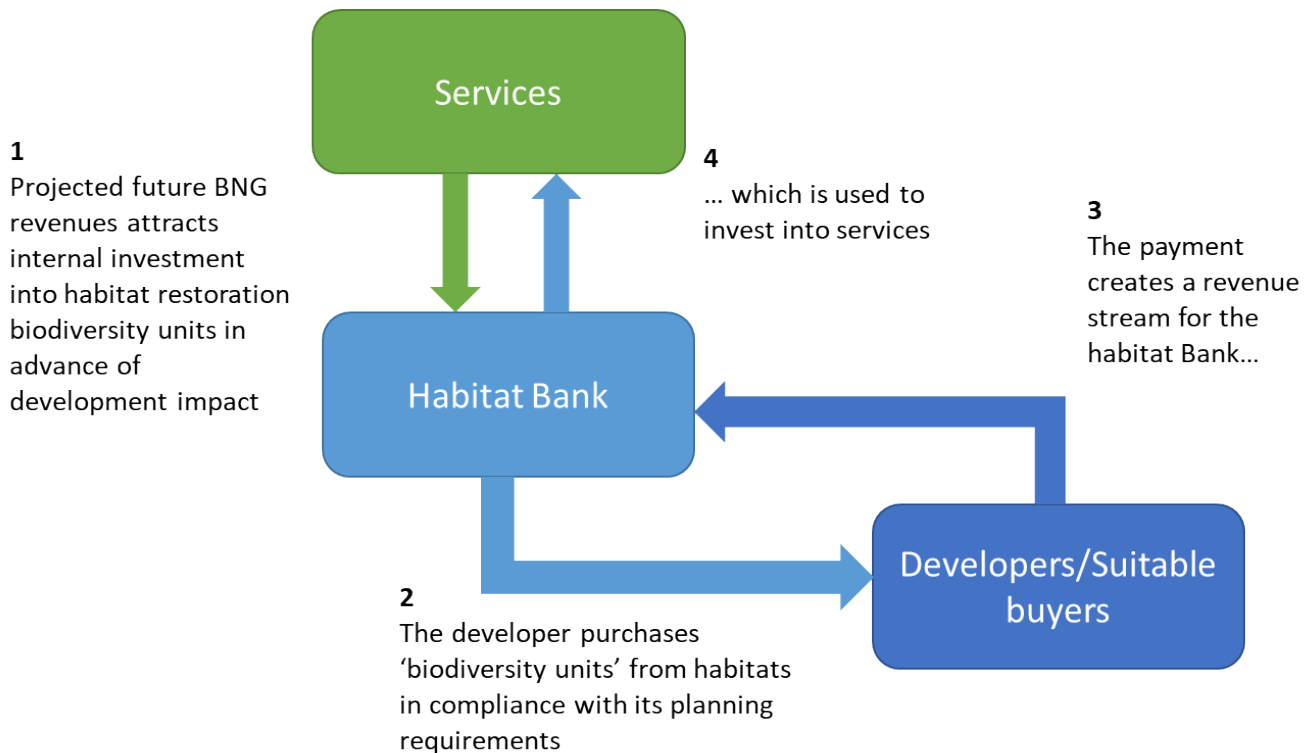 Services
1
Projected future BNG
revenues attracts
internal investment
into habitat restoration
biodiversity units in
advance of
development impact
4
... which is used to
invest into services
3
The payment
creates a revenue
stream for the
habitat Bank...
Habitat Bank
Developers/Suitable
buyers
2
The developer purchases
‘biodiversity units’ from habitats
in compliance with its planning
requirements